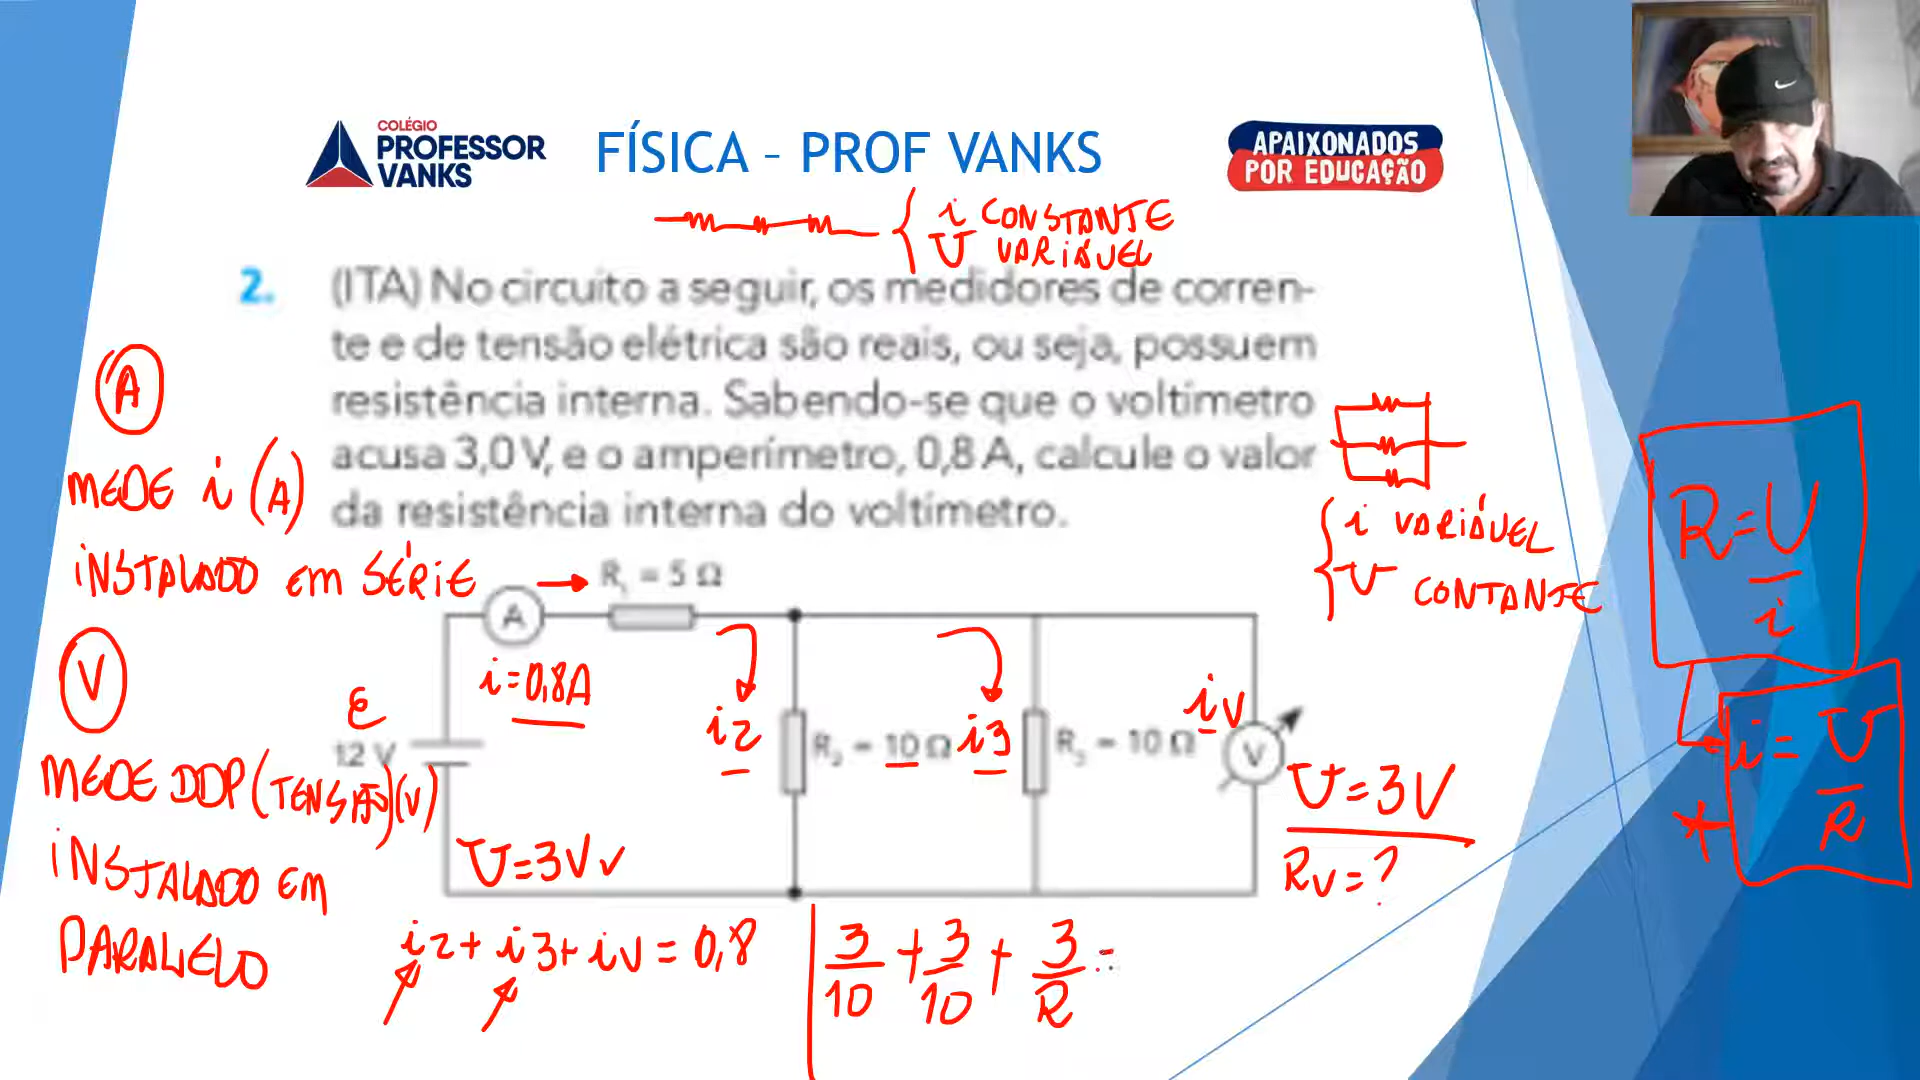 COLÉGIO
PROFESSOR
VANKS
FÍSICA – PROF VANKS
APAIXONADOS
POR EDUCAÇÃO
i CONSTANTE
U VARIÁVEL
2. (ITA) No circuito a seguir, os medidores de corren-
te e de tensão elétrica são reais, ou seja, possuem
resistência interna. Sabendo-se que o voltímetro
acusa 3,0 V, e o amperímetro, 0,8 A, calcule o valor
da resistência interna do voltímetro.
A
MEDE i (A)
INSTALADO EM SÉRIE
V
MEDE DDP (TENSÃO) (V)
INSTALADO EM
PARALELO
i VARIÁVEL
U CONTANTE
R = U/i
* i = U/R
R₁ = 5 Ω
A
i = 0,8A
ε
12 V
U = 3V
i2
R₂ = 10 Ω
i3
R₃ = 10 Ω
iV
V
U = 3V
RV = ?
i2 + i3 + iV = 0,8
3/10 + 3/10 + 3/R =